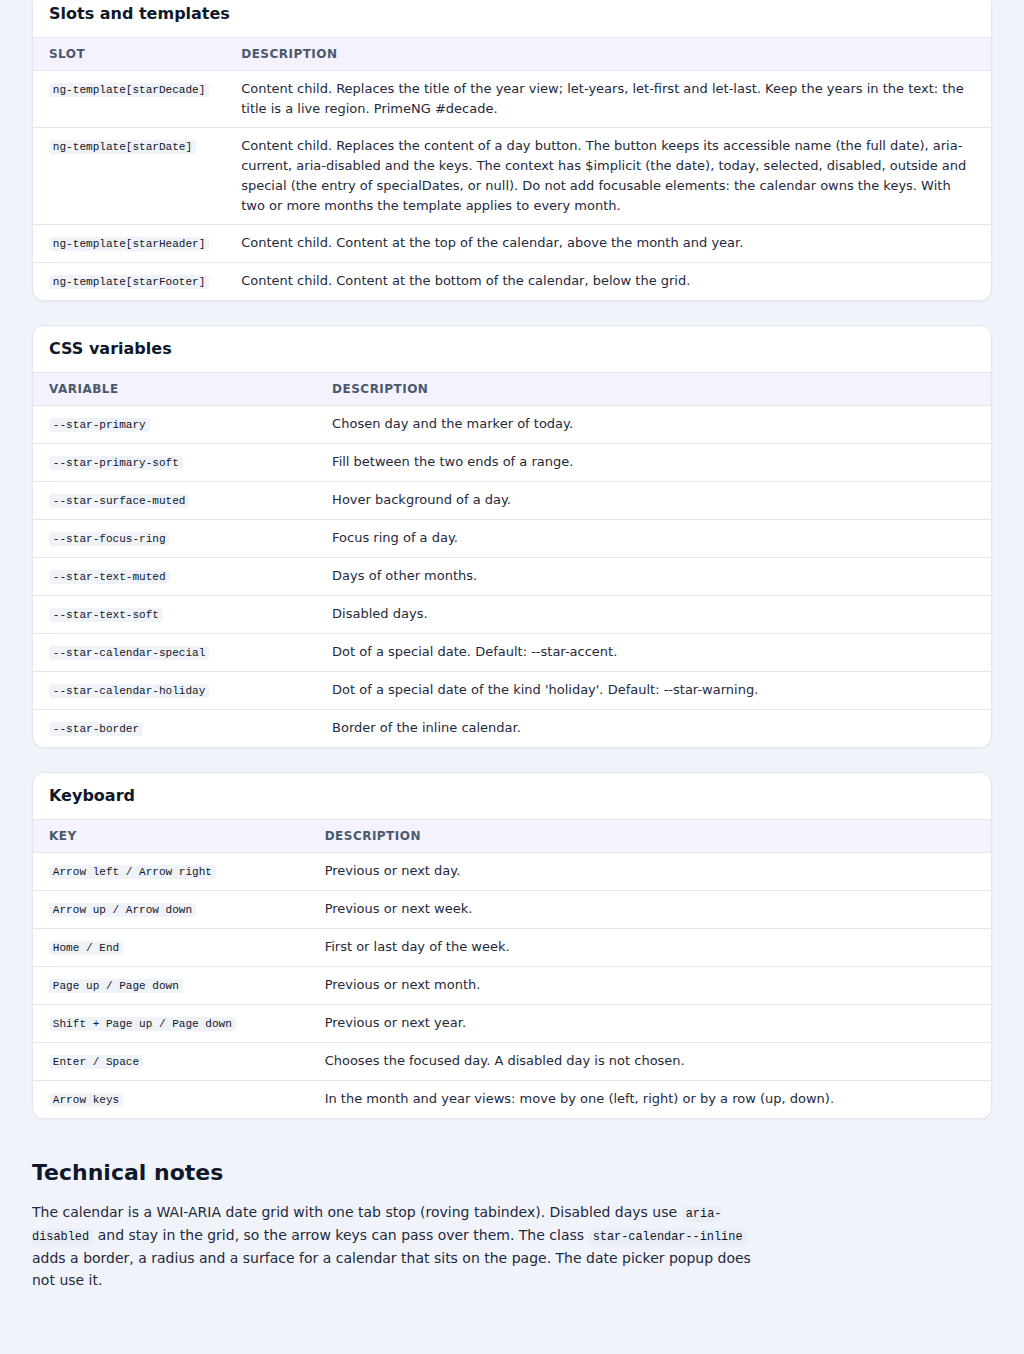 Slots and templates
SLOT DESCRIPTION
ng-template[starDecade] Content child. Replaces the title of the year view; let-years, let-first and let-last. Keep the years in the text: the
title is a live region. PrimeNG #decade.
ng-template[starDate] Content child. Replaces the content of a day button. The button keeps its accessible name (the full date), aria-
current, aria-disabled and the keys. The context has $implicit (the date), today, selected, disabled, outside and
special (the entry of specialDates, or null). Do not add focusable elements: the calendar owns the keys. With
two or more months the template applies to every month.
ng-template[starHeader] Content child. Content at the top of the calendar, above the month and year.
ng-template[starFooter] Content child. Content at the bottom of the calendar, below the grid.
CSS variables
VARIABLE DESCRIPTION
--star-primary Chosen day and the marker of today.
--star-primary-soft Fill between the two ends of a range.
--star-surface-muted Hover background of a day.
--star-focus-ring Focus ring of a day.
--star-text-muted Days of other months.
--star-text-soft Disabled days.
--star-calendar-special Dot of a special date. Default: --star-accent.
--star-calendar-holiday Dot of a special date of the kind 'holiday'. Default: --star-warning.
--star-border Border of the inline calendar.
Keyboard
KEY DESCRIPTION
Arrow left / Arrow right Previous or next day.
Arrow up / Arrow down Previous or next week.
Home / End First or last day of the week.
Page up / Page down Previous or next month.
Shift + Page up / Page down Previous or next year.
Enter / Space Chooses the focused day. A disabled day is not chosen.
Arrow keys In the month and year views: move by one (left, right) or by a row (up, down).
Technical notes
The calendar is a WAI-ARIA date grid with one tab stop (roving tabindex). Disabled days use aria-
disabled and stay in the grid, so the arrow keys can pass over them. The class star-calendar--inline
adds a border, a radius and a surface for a calendar that sits on the page. The date picker popup does
not use it.